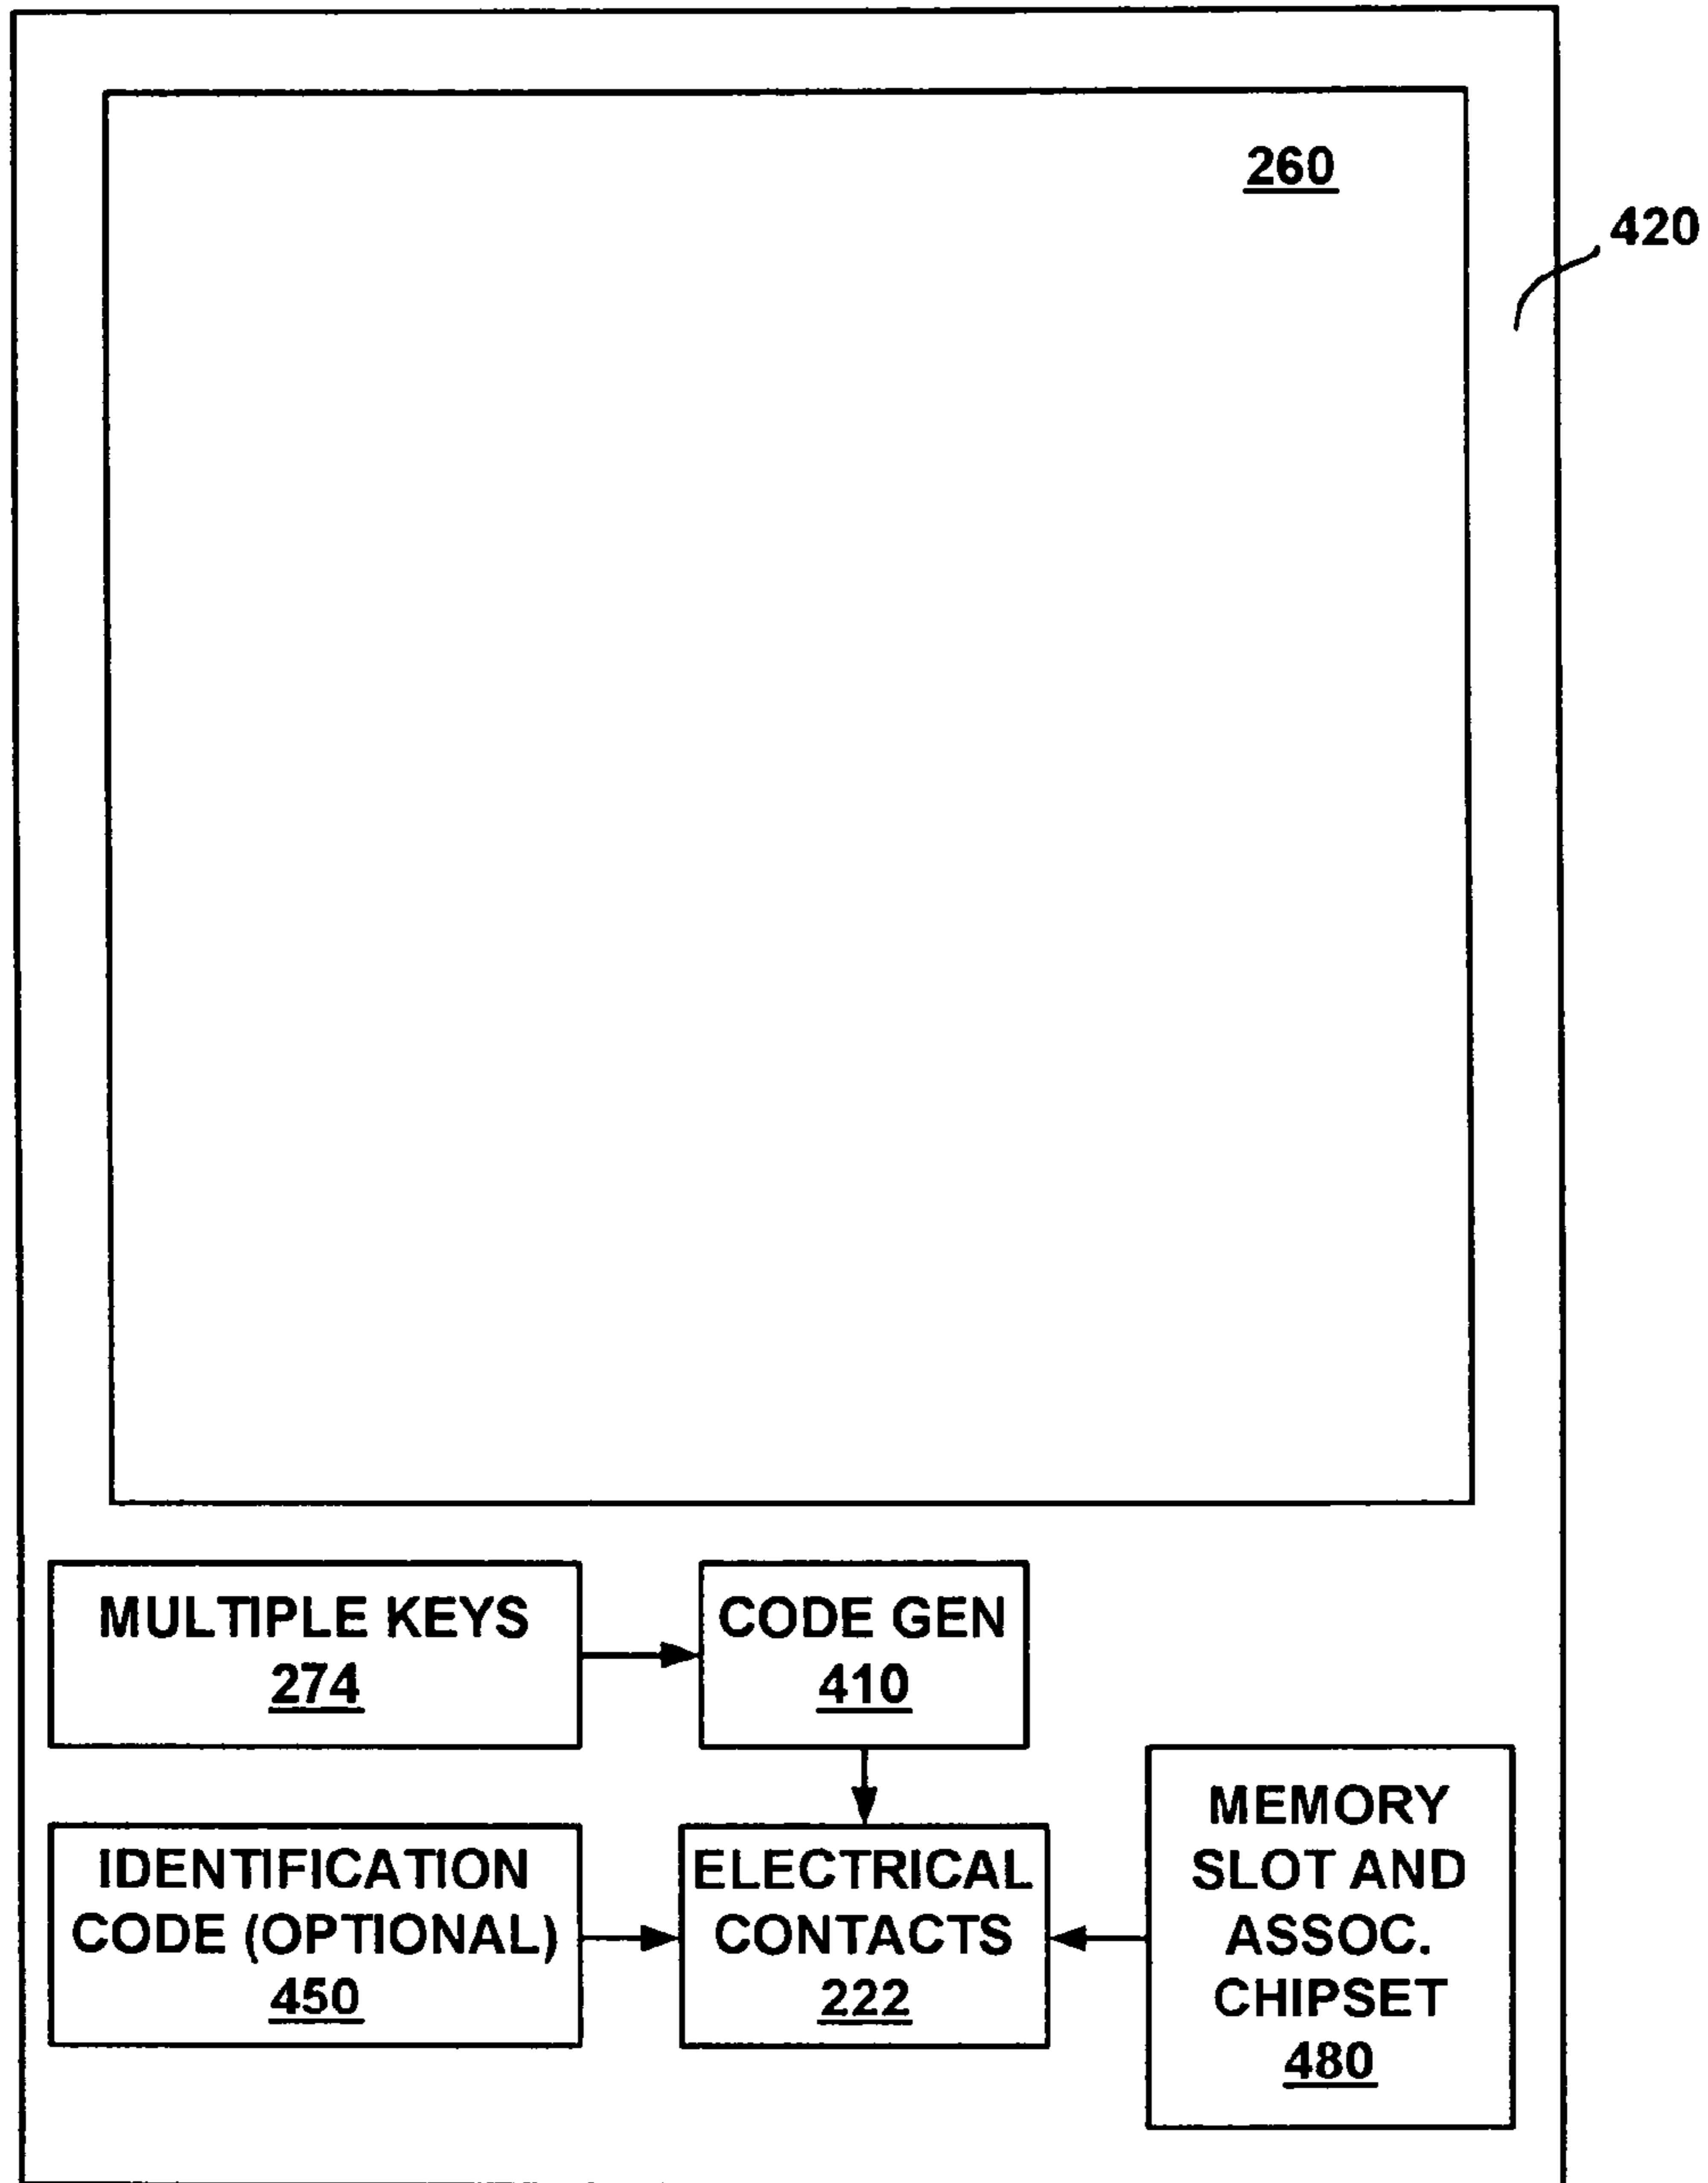 260
420
MULTIPLE KEYS
274
CODE GEN
410
IDENTIFICATION
CODE (OPTIONAL)
450
ELECTRICAL
CONTACTS
222
MEMORY
SLOT AND
ASSOC.
CHIPSET
480